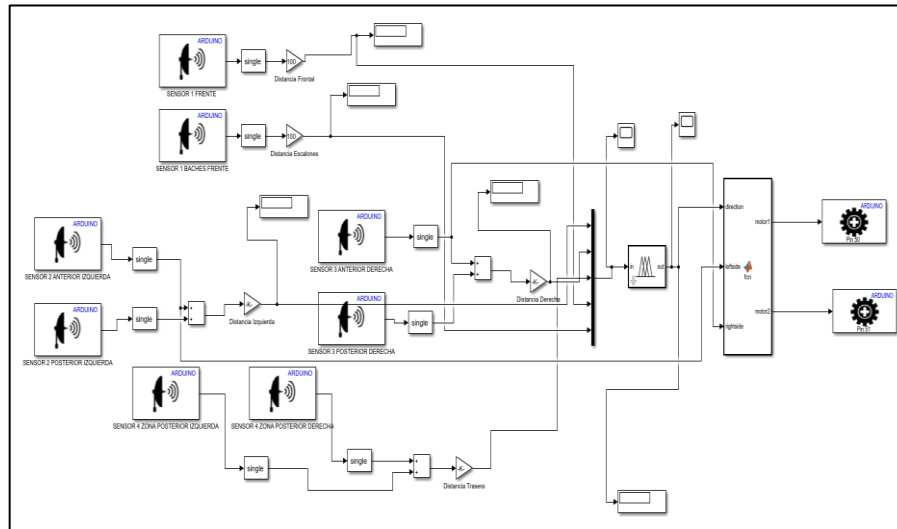 ARDUINO
SENSOR 1 FRENTE
single
100
Distancia Frontal
ARDUINO
SENSOR 1 BACHES FRENTE
single
100
Distancia Escalones
ARDUINO
SENSOR 2 ANTERIOR IZQUIERDA
single
ARDUINO
SENSOR 2 POSTERIOR IZQUIERDA
single
+
+
-K-
Distancia Izquierda
ARDUINO
SENSOR 3 ANTERIOR DERECHA
single
ARDUINO
SENSOR 3 POSTERIOR DERECHA
single
+
+
-K-
Distancia Derecha
ARDUINO
SENSOR 4 ZONA POSTERIOR IZQUIERDA
single
ARDUINO
SENSOR 4 ZONA POSTERIOR DERECHA
single
+
+
-K-
Distancia Trasera
in
out
direction
leftside
rightside
fcn
motor1
motor2
ARDUINO
Pin 50
ARDUINO
Pin 31